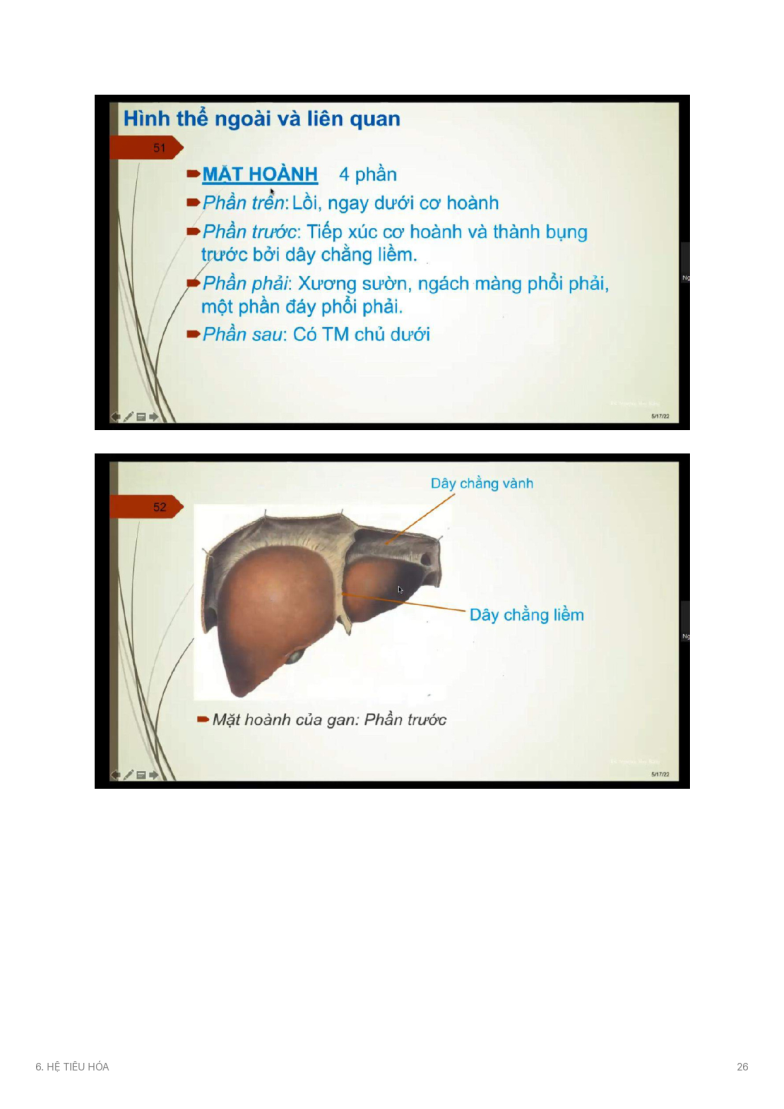 Hình thể ngoài và liên quan
51
MẶT HOÀNH 4 phần
Phần trên: Lồi, ngay dưới cơ hoành
Phần trước: Tiếp xúc cơ hoành và thành bụng
trước bởi dây chằng liềm.
Phần phải: Xương sườn, ngách màng phổi phải,
một phần đáy phổi phải.
Phần sau: Có TM chủ dưới
Ng
5/17/22
Dây chằng vành
52
Dây chằng liềm
Ng
Mặt hoành của gan: Phần trước
5/17/22
6. HỆ TIÊU HÓA
26